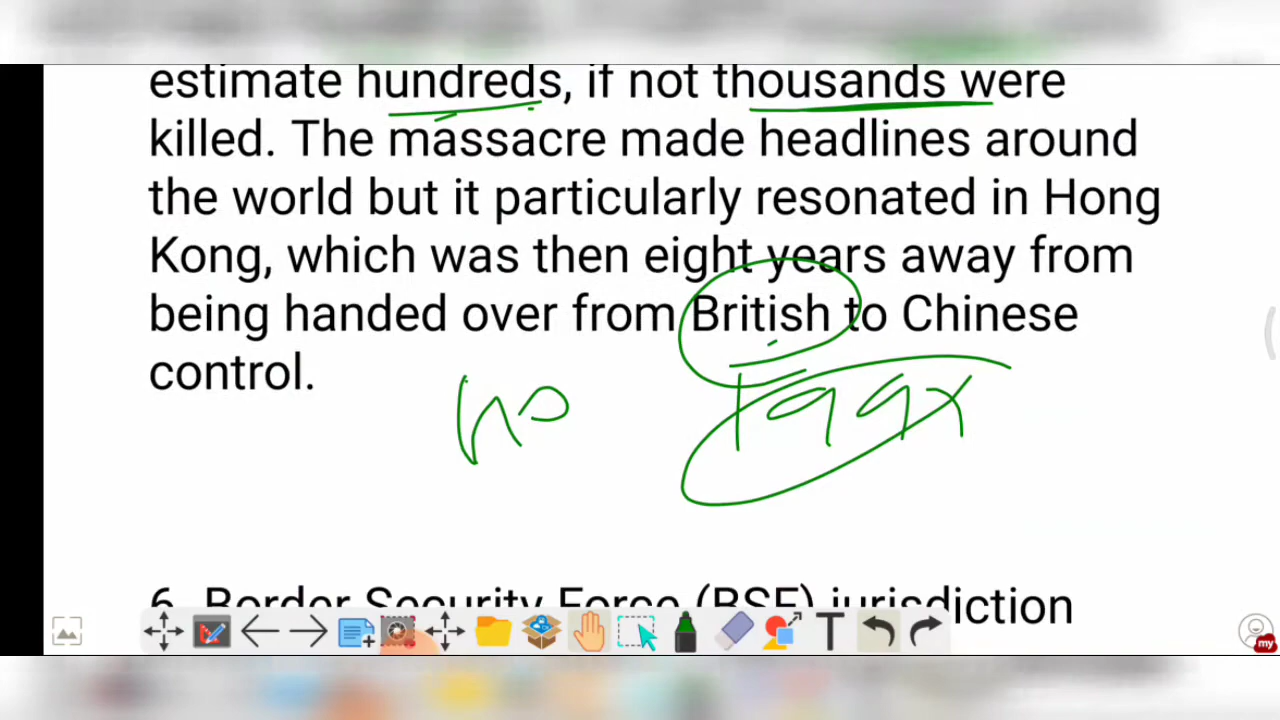 estimate hundreds, if not thousands were
killed. The massacre made headlines around
the world but it particularly resonated in Hong
Kong, which was then eight years away from
being handed over from British to Chinese
control.
6. Border Security Force (BSF) jurisdiction
T
my